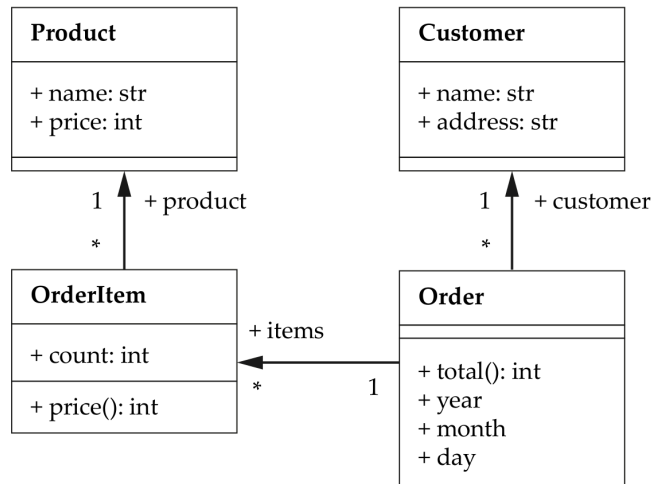 Product
+ name: str
+ price: int
Customer
+ name: str
+ address: str
1
+ product
*
1
+ customer
*
OrderItem
+ count: int
+ price(): int
+ items
*
1
Order
+ total(): int
+ year
+ month
+ day